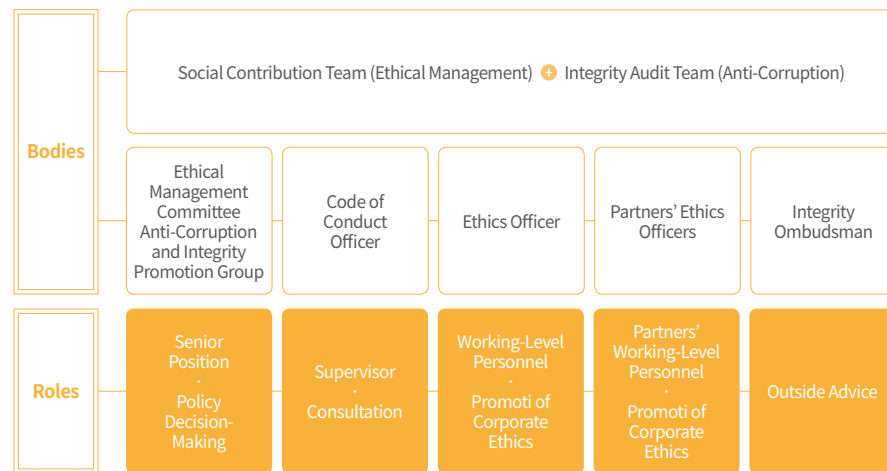 Bodies
Social Contribution Team (Ethical Management) + Integrity Audit Team (Anti-Corruption)
Ethical
Management
Committee
Anti-Corruption
and Integrity
Promotion Group
Code of
Conduct
Officer
Ethics Officer
Partners’ Ethics
Officers
Integrity
Ombudsman
Roles
Senior
Position
·
Policy
Decision-
Making
Supervisor
·
Consultation
Working-Level
Personnel
·
Promoti of
Corporate
Ethics
Partners’
Working-Level
Personnel
·
Promoti of
Corporate
Ethics
Outside Advice